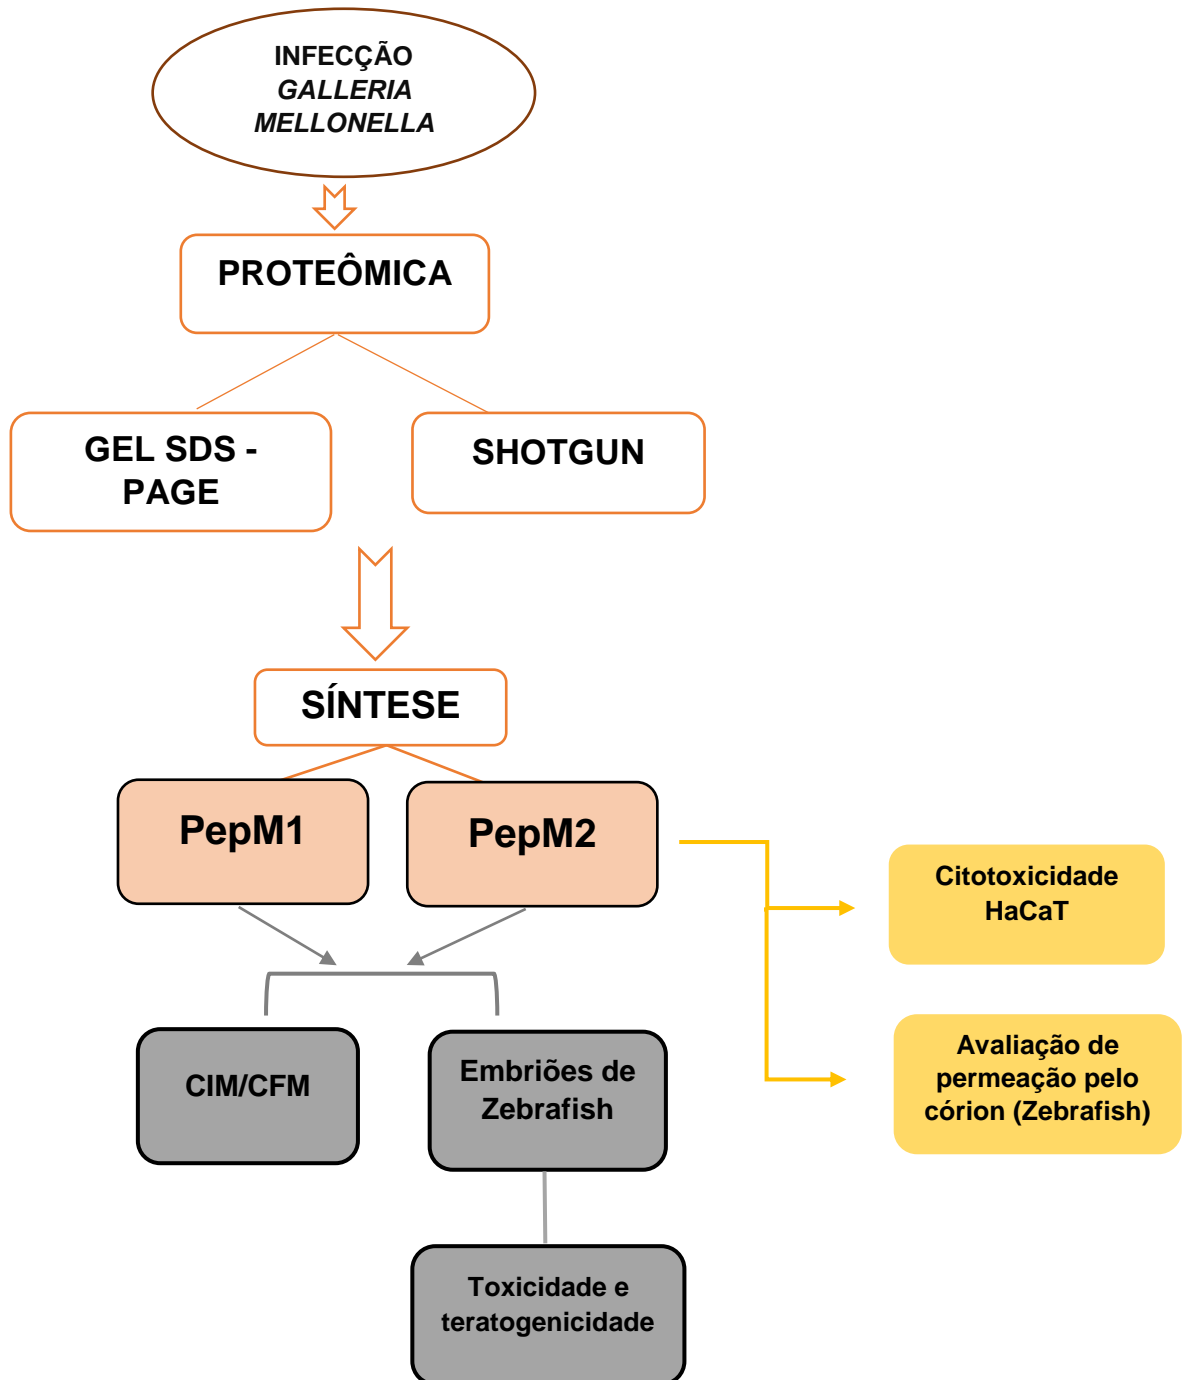 INFECÇÃO
GALLERIA
MELLONELLA
PROTEÔMICA
GEL SDS -
PAGE
SHOTGUN
SÍNTESE
PepM1
PepM2
Citotoxicidade
HaCaT
Avaliação de
permeação pelo
córion (Zebrafish)
CIM/CFM
Embriões de
Zebrafish
Toxicidade e
teratogenicidade